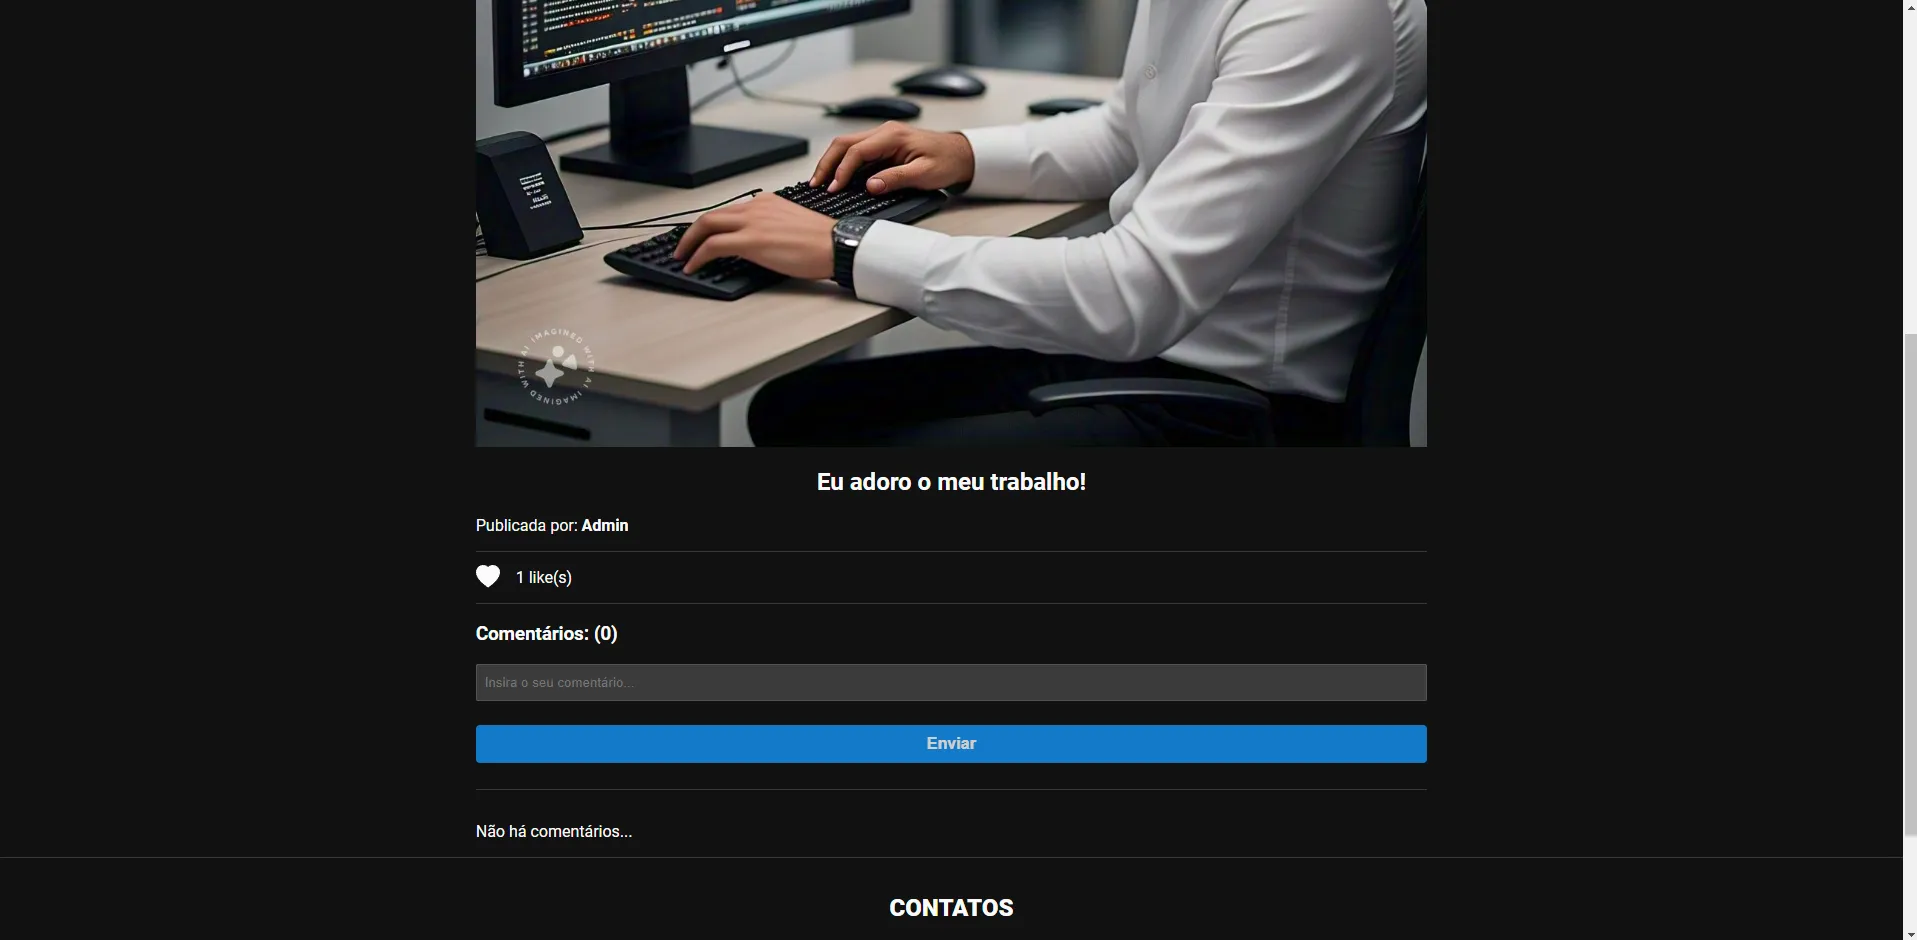 IMAGINED WITH AI IMAGINED WITH AI
Eu adoro o meu trabalho!
Publicada por: Admin
1 like(s)
Comentários: (0)
Insira o seu comentário...
Enviar
Não há comentários...
CONTATOS